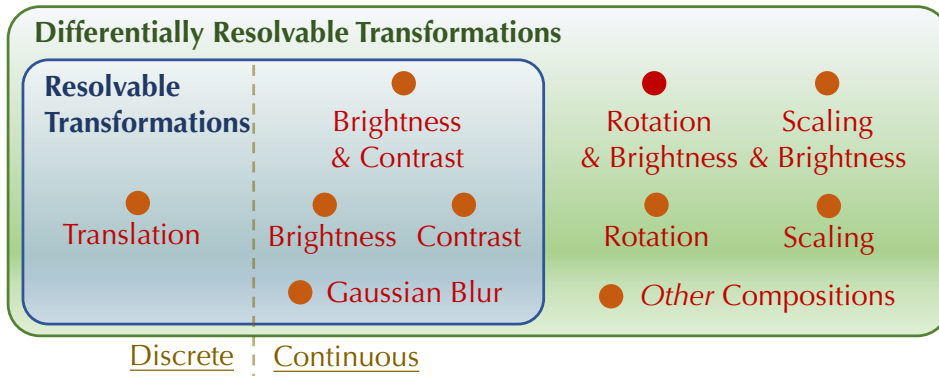 Differentially Resolvable Transformations
Resolvable
Transformations
Brightness
& Contrast
Rotation
& Brightness
Scaling
& Brightness
Translation
Brightness
Contrast
Rotation
Scaling
Gaussian Blur
Other Compositions
Discrete
Continuous